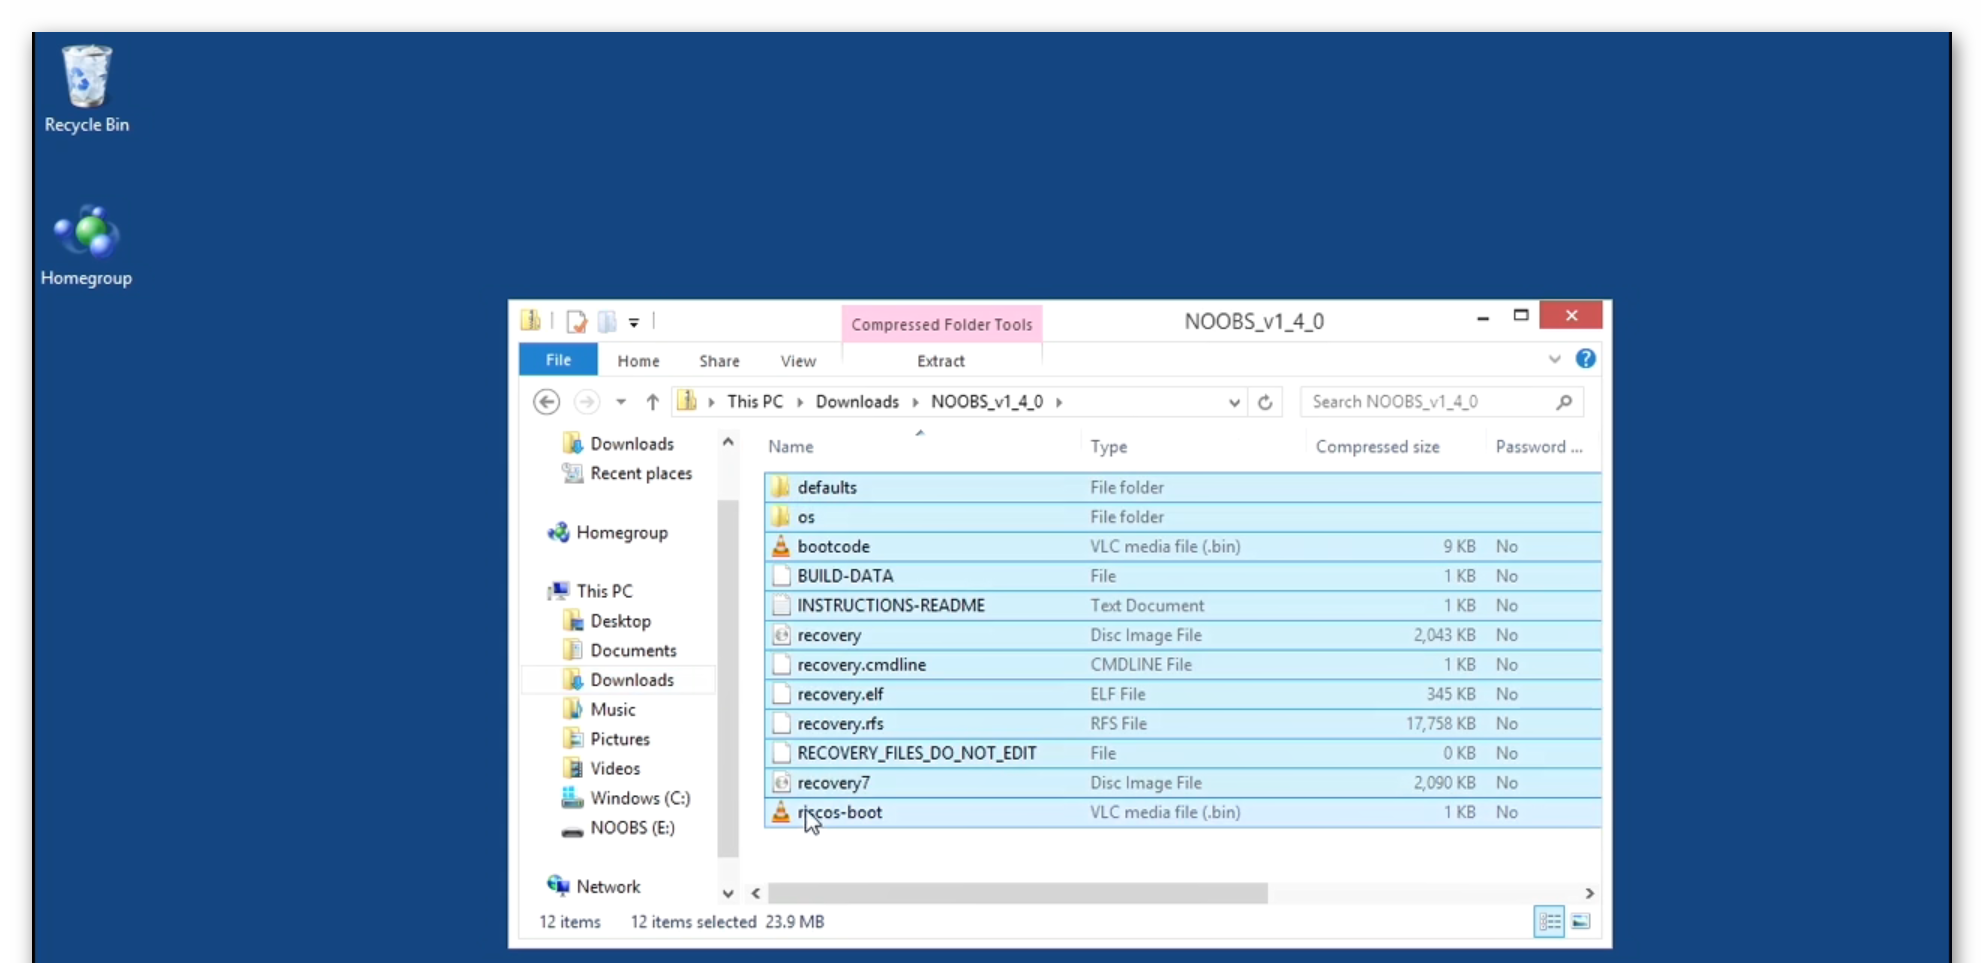 Recycle Bin
Homegroup
Compressed Folder Tools
NOOBS_v1_4_0
File
Home
Share
View
Extract
This PC
Downloads
NOOBS_v1_4_0
Search NOOBS_v1_4_0
Downloads
Recent places
Homegroup
This PC
Desktop
Documents
Downloads
Music
Pictures
Videos
Windows (C:)
NOOBS (E:)
Network
Name Type Compressed size Password ...
defaults File folder
os File folder
bootcode VLC media file (.bin) 9 KB No
BUILD-DATA File 1 KB No
INSTRUCTIONS-README Text Document 1 KB No
recovery Disc Image File 2,043 KB No
recovery.cmdline CMDLINE File 1 KB No
recovery.elf ELF File 345 KB No
recovery.rfs RFS File 17,758 KB No
RECOVERY_FILES_DO_NOT_EDIT File 0 KB No
recovery7 Disc Image File 2,090 KB No
riscos-boot VLC media file (.bin) 1 KB No
12 items 12 items selected 23.9 MB